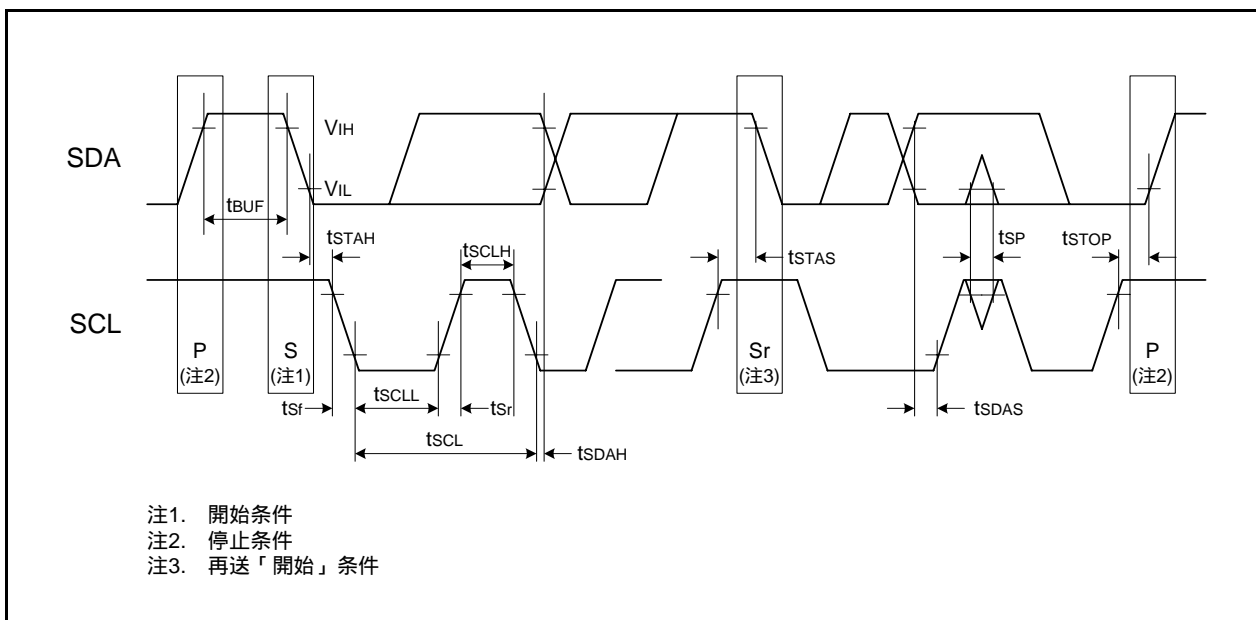 SDA
VIH
VIL
tBUF
tSTAH
tSCLH
tSTAS
tSP
tSTOP
SCL
P
(注2)
S
(注1)
Sr
(注3)
P
(注2)
tSf
tSCLL
tSr
tSCL
tSDAH
tSDAS
注1. 開始条件
注2. 停止条件
注3. 再送「開始」条件